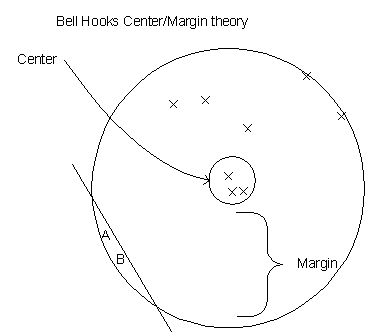 Bell Hooks Center/Margin theory
Center
A
B
Margin